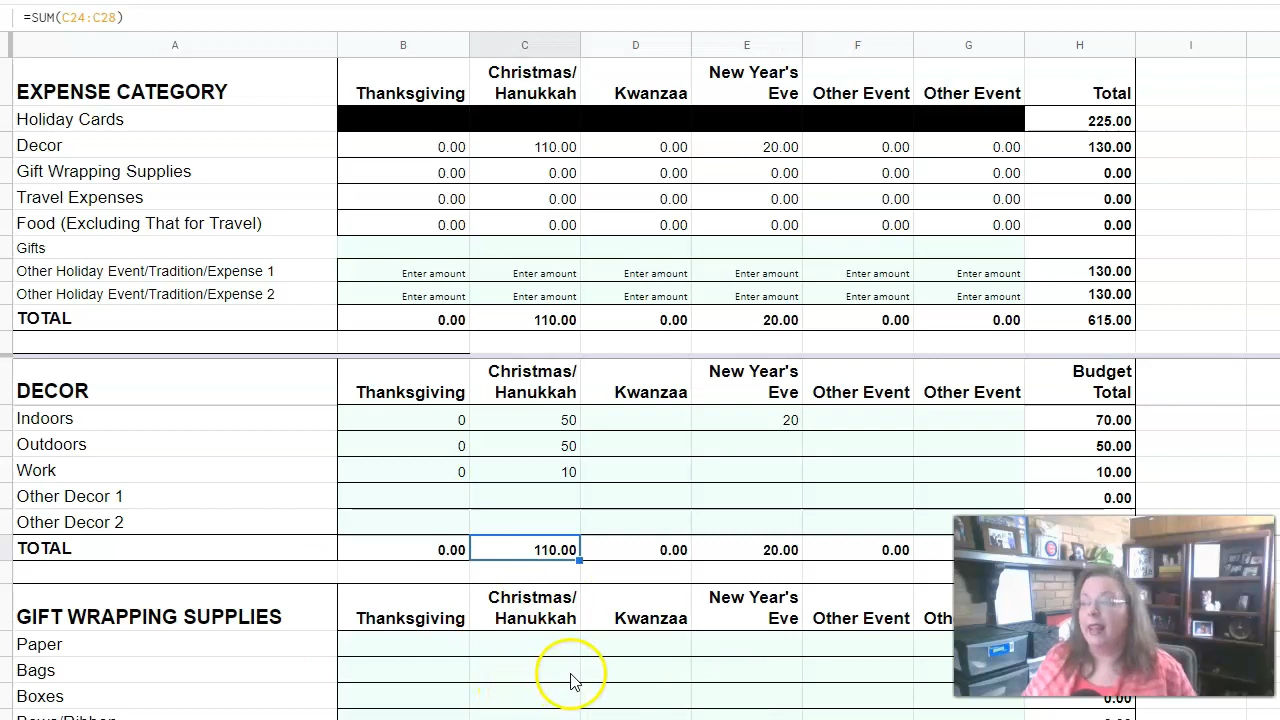 =SUM(C24:C28)
A B C D E F G H I
EXPENSE CATEGORY Thanksgiving Christmas/ Hanukkah Kwanzaa New Year's Eve Other Event Other Event Total
Holiday Cards 225.00
Decor 0.00 110.00 0.00 20.00 0.00 0.00 130.00
Gift Wrapping Supplies 0.00 0.00 0.00 0.00 0.00 0.00 0.00
Travel Expenses 0.00 0.00 0.00 0.00 0.00 0.00 0.00
Food (Excluding That for Travel) 0.00 0.00 0.00 0.00 0.00 0.00 0.00
Gifts
Other Holiday Event/Tradition/Expense 1 Enter amount Enter amount Enter amount Enter amount Enter amount Enter amount 130.00
Other Holiday Event/Tradition/Expense 2 Enter amount Enter amount Enter amount Enter amount Enter amount Enter amount 130.00
TOTAL 0.00 110.00 0.00 20.00 0.00 0.00 615.00
DECOR Thanksgiving Christmas/ Hanukkah Kwanzaa New Year's Eve Other Event Other Event Budget Total
Indoors 0 50 20 70.00
Outdoors 0 50 50.00
Work 0 10 10.00
Other Decor 1 0.00
Other Decor 2
TOTAL 0.00 110.00 0.00 20.00 0.00
GIFT WRAPPING SUPPLIES Thanksgiving Christmas/ Hanukkah Kwanzaa New Year's Eve Other Event
Paper
Bags
Boxes 0.00